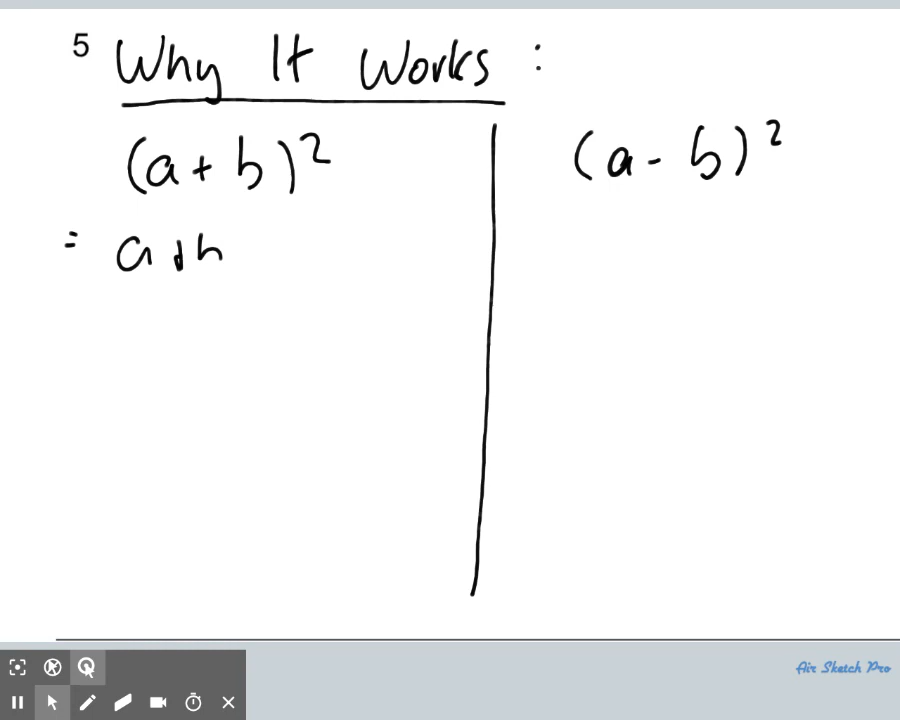 5 Why It Works :
(a + b)²
(a - b)²
= a + h
Air Sketch Pro